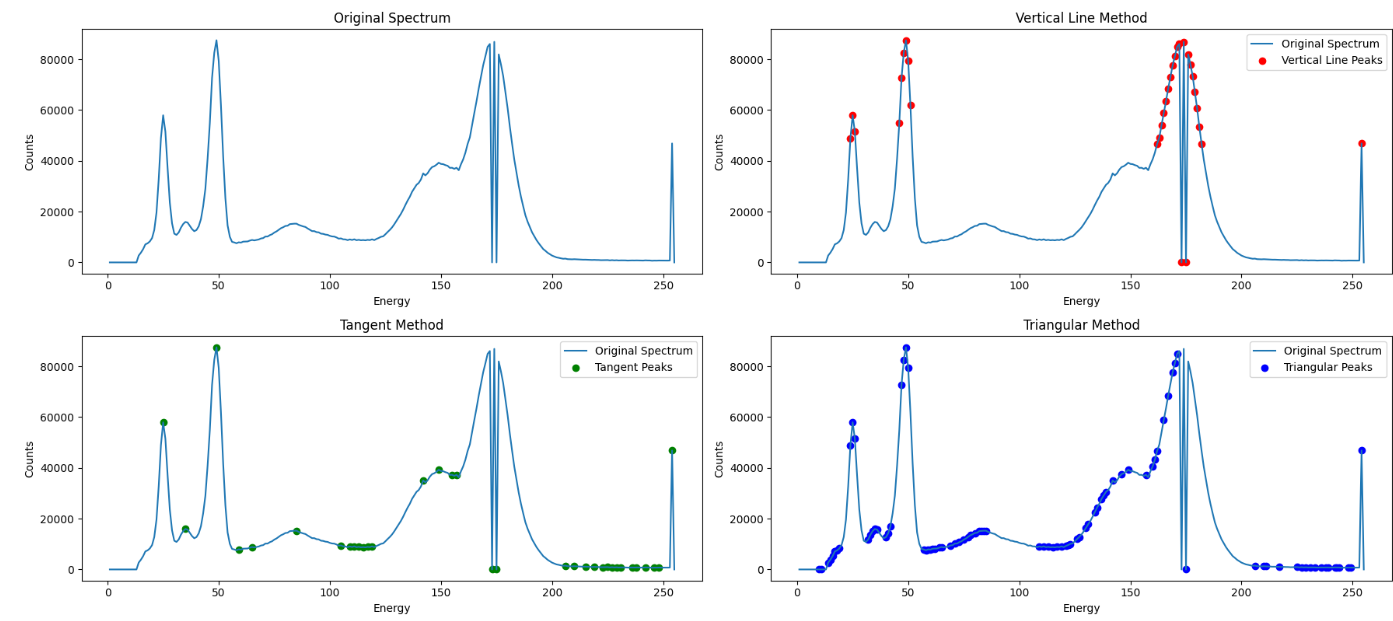 Original Spectrum
80000
60000
40000
20000
0
Counts
0 50 100 150 200 250
Energy
Vertical Line Method
Original Spectrum
Vertical Line Peaks
80000
60000
40000
20000
0
Counts
0 50 100 150 200 250
Energy
Tangent Method
Original Spectrum
Tangent Peaks
80000
60000
40000
20000
0
Counts
0 50 100 150 200 250
Energy
Triangular Method
Original Spectrum
Triangular Peaks
80000
60000
40000
20000
0
Counts
0 50 100 150 200 250
Energy